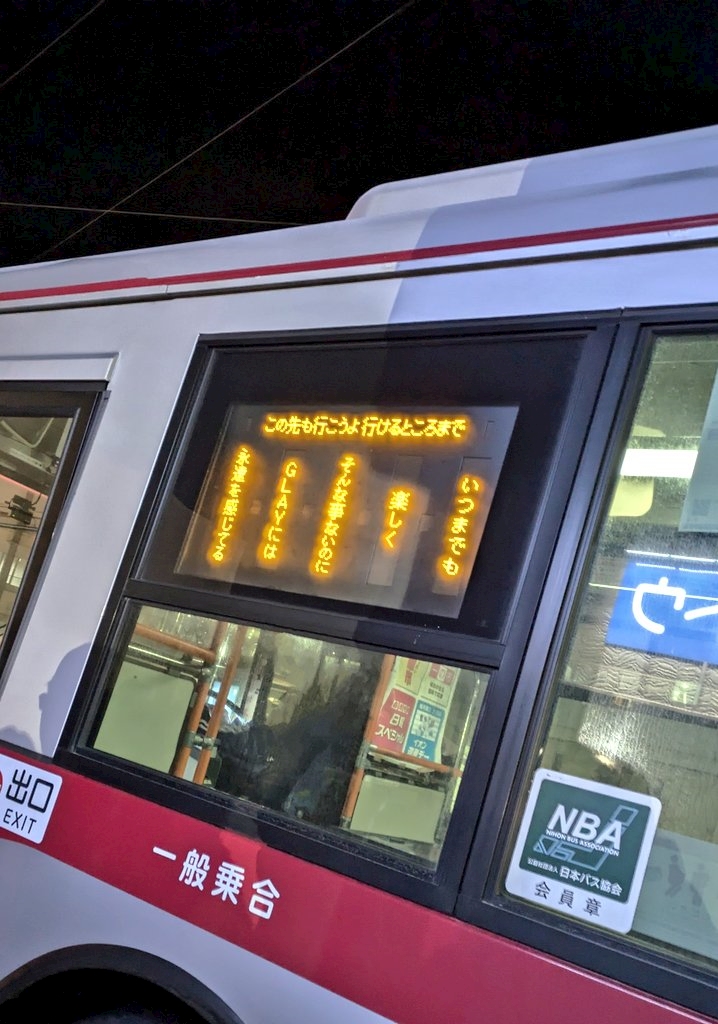 この先も行こうよ 行けるところまで
いつまでも
楽しく
そんな事ないのに
GLAYには
永遠を感じてる
出口
EXIT
一般乗合
NBA
NIHON BUS ASSOCIATION
公益社団法人 日本バス協会
会員章